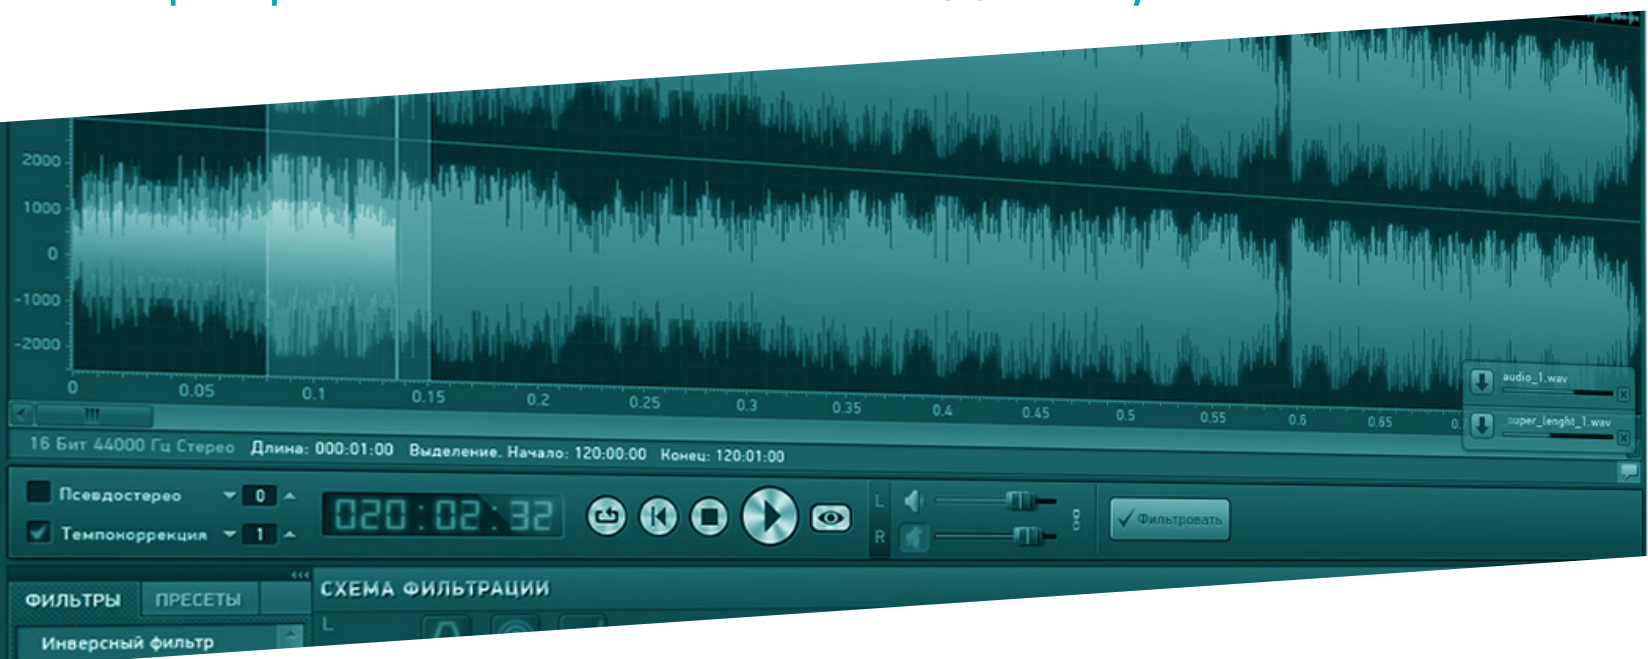 2000
1000
0
-1000
-2000
0 0.05 0.1 0.15 0.2 0.25 0.3 0.35 0.4 0.45 0.5 0.55 0.6 0.65
audio_1.wav
super_lenght_1.wav
16 Бит 44000 Гц Стерео Длина: 000:01:00 Выделение. Начало: 120:00:00 Конец: 120:01:00
Псевдостерео 0
Темпокоррекция 1
020:02:32
L
R
Фильтровать
ФИЛЬТРЫ ПРЕСЕТЫ
СХЕМА ФИЛЬТРАЦИИ
Инверсный фильтр
L